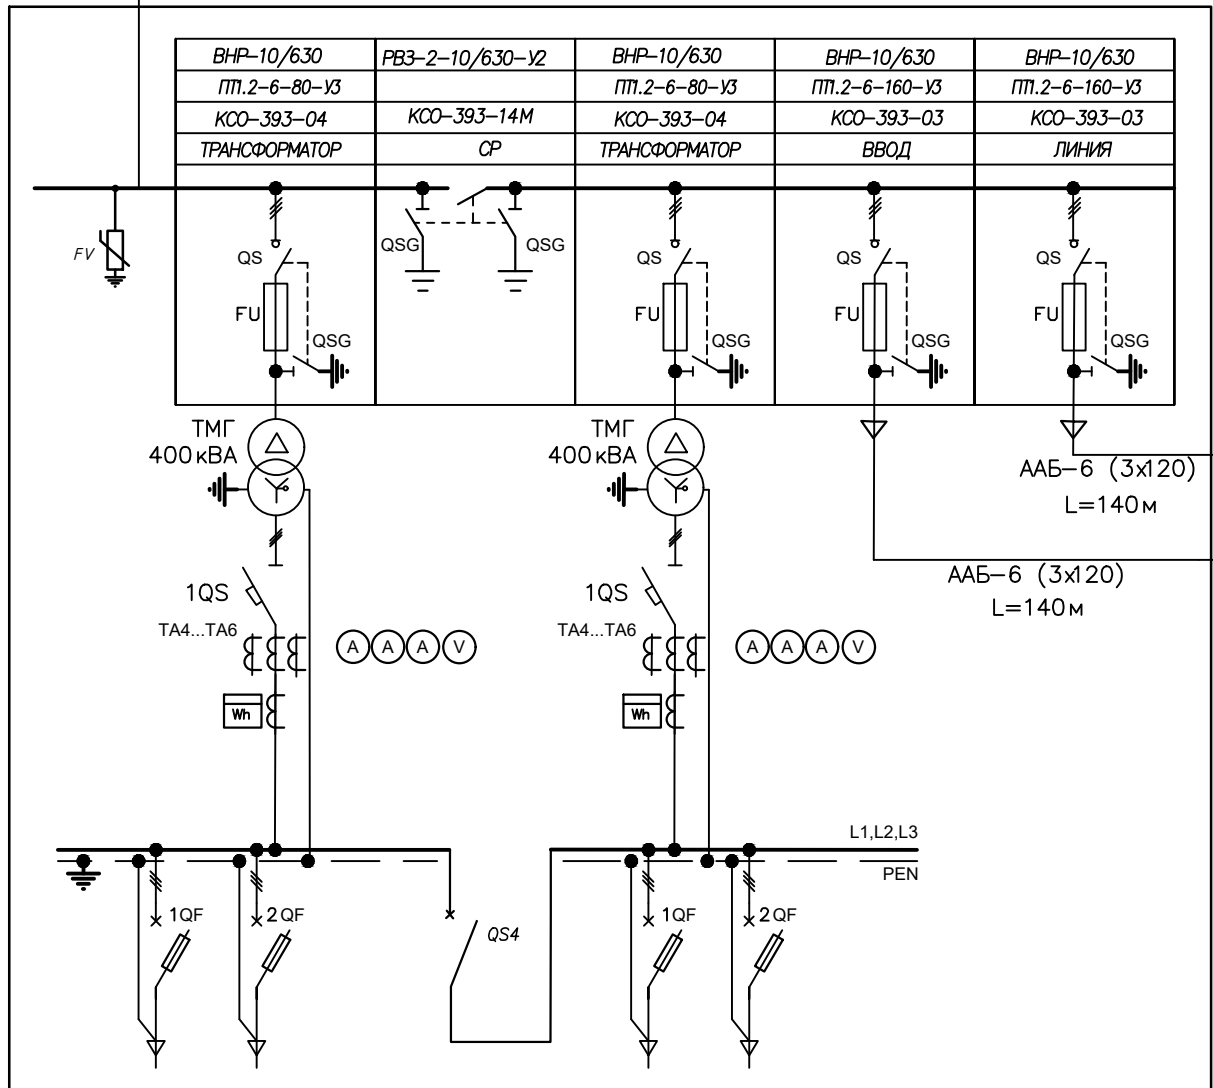 ВНР-10/630 РВЗ-2-10/630-У2 ВНР-10/630 ВНР-10/630 ВНР-10/630
ПТ1.2-6-80-У3 ПТ1.2-6-80-У3 ПТ1.2-6-160-У3 ПТ1.2-6-160-У3
КСО-393-04 КСО-393-14М КСО-393-04 КСО-393-03 КСО-393-03
ТРАНСФОРМАТОР СР ТРАНСФОРМАТОР ВВОД ЛИНИЯ
FV QS QSG QSG QS QS QS
FU FU FU FU
QSG QSG QSG QSG
ТМГ ТМГ
400кВА 400кВА
ААБ-6 (3х120)
L=140м
ААБ-6 (3х120)
L=140м
1QS 1QS
TA4...TA6 TA4...TA6
A A A V A A A V
Wh Wh
L1,L2,L3
PEN
1QF 2QF QS4 1QF 2QF